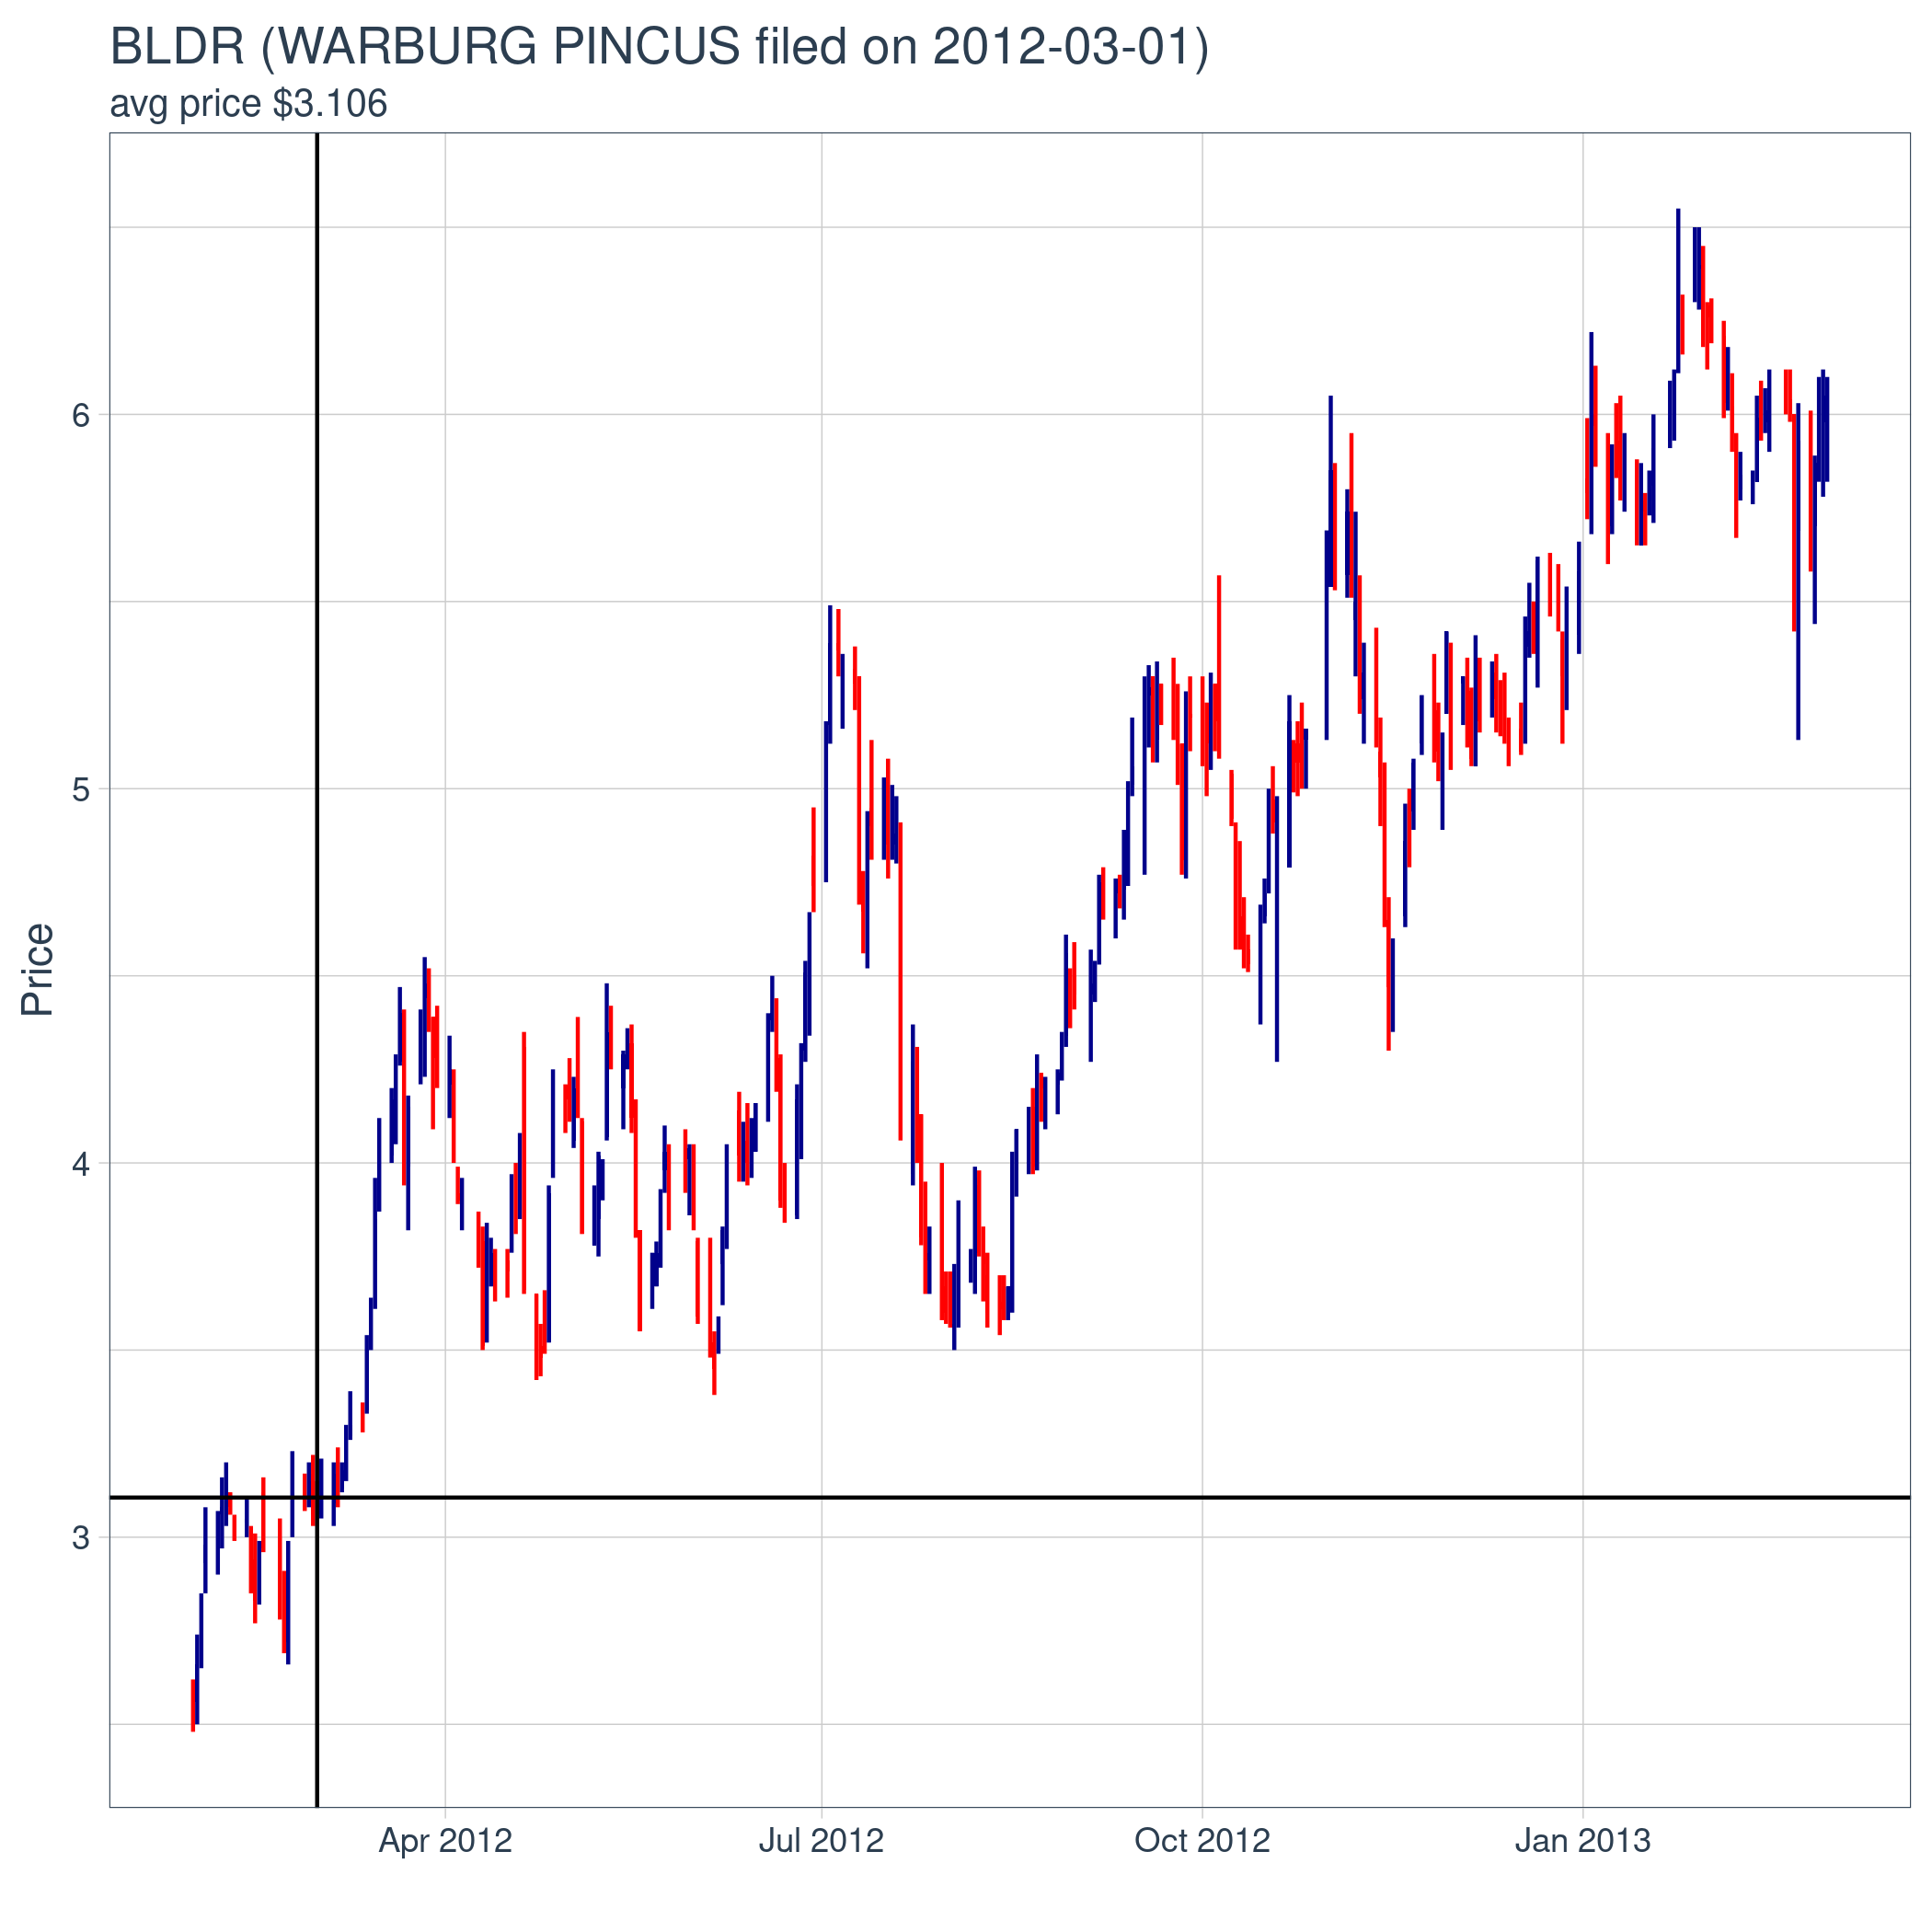 BLDR (WARBURG PINCUS filed on 2012-03-01)
avg price $3.106
Price
6
5
4
3
Apr 2012
Jul 2012
Oct 2012
Jan 2013